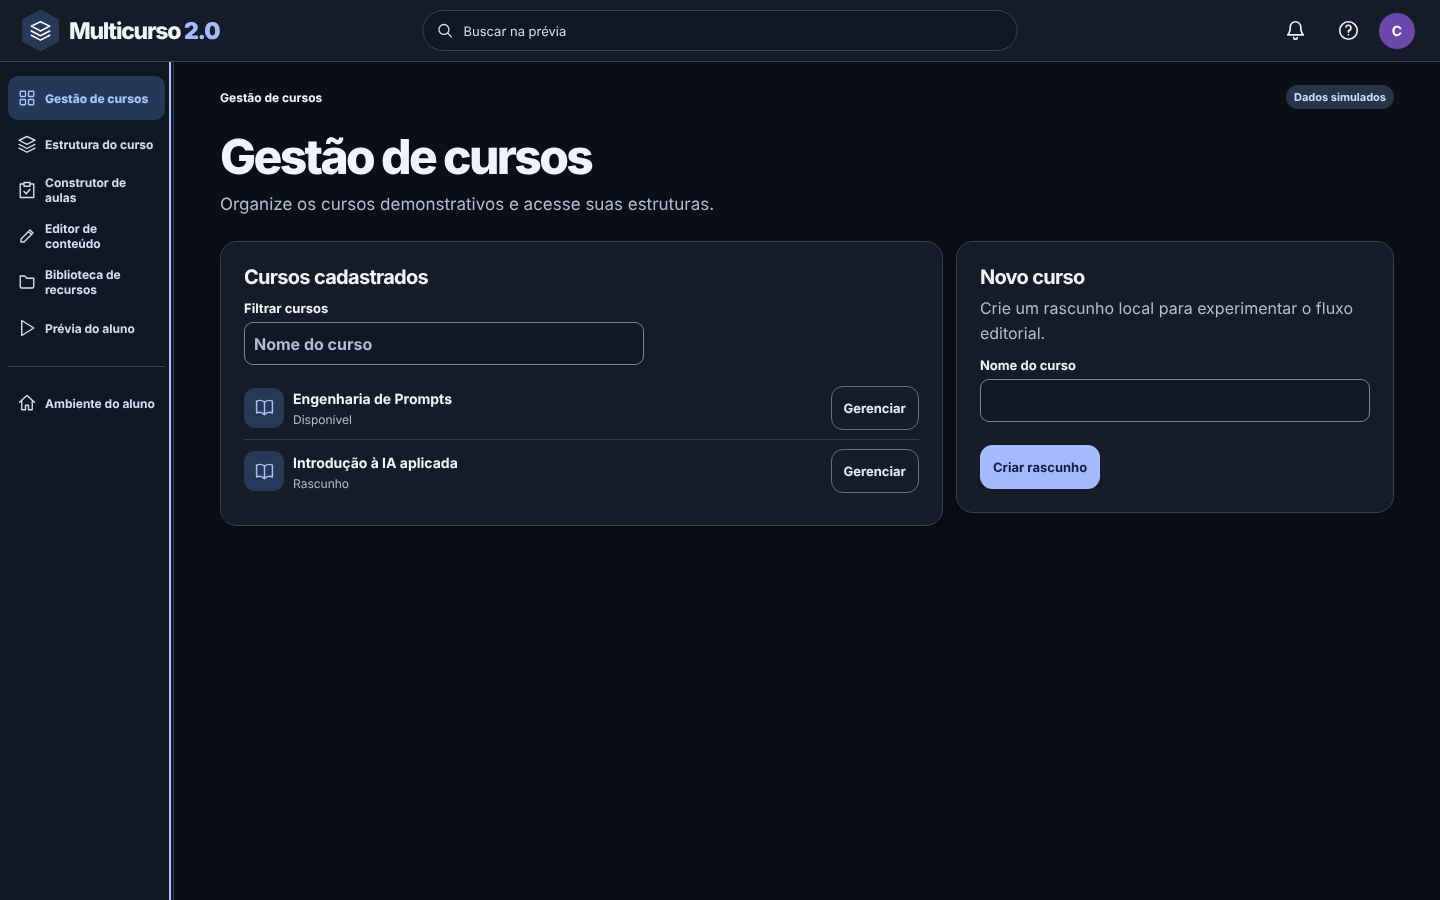 Multicurso 2.0
Buscar na prévia
C
Gestão de cursos
Estrutura do curso
Construtor de
aulas
Editor de
conteúdo
Biblioteca de
recursos
Prévia do aluno
Ambiente do aluno
Gestão de cursos
Dados simulados
Gestão de cursos
Organize os cursos demonstrativos e acesse suas estruturas.
Cursos cadastrados
Filtrar cursos
Nome do curso
Engenharia de Prompts
Disponível
Gerenciar
Introdução à IA aplicada
Rascunho
Gerenciar
Novo curso
Crie um rascunho local para experimentar o fluxo
editorial.
Nome do curso
Criar rascunho